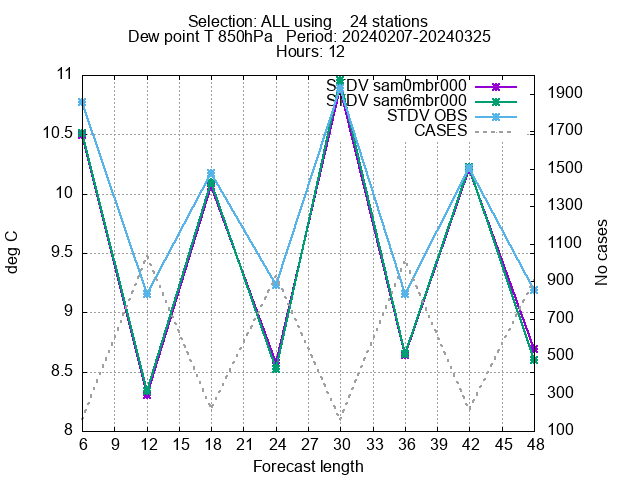 Selection: ALL using 24 stations
Dew point T 850hPa Period: 20240207-20240325
Hours: 12
STDV sam0mbr000
STDV sam6mbr000
STDV OBS
CASES
11
10.5
10
9.5
9
8.5
8
deg C
1900
1700
1500
1300
1100
900
700
500
300
100
No cases
6 9 12 15 18 21 24 27 30 33 36 39 42 45 48
Forecast length